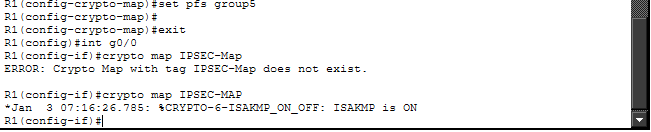 R1(config-crypto-map)#set pfs group5
R1(config-crypto-map)#
R1(config-crypto-map)#exit
R1(config)#int g0/0
R1(config-if)#crypto map IPSEC-Map
ERROR: Crypto Map with tag IPSEC-Map does not exist.
R1(config-if)#crypto map IPSEC-MAP
*Jan  3 07:16:26.785: %CRYPTO-6-ISAKMP_ON_OFF: ISAKMP is ON
R1(config-if)#